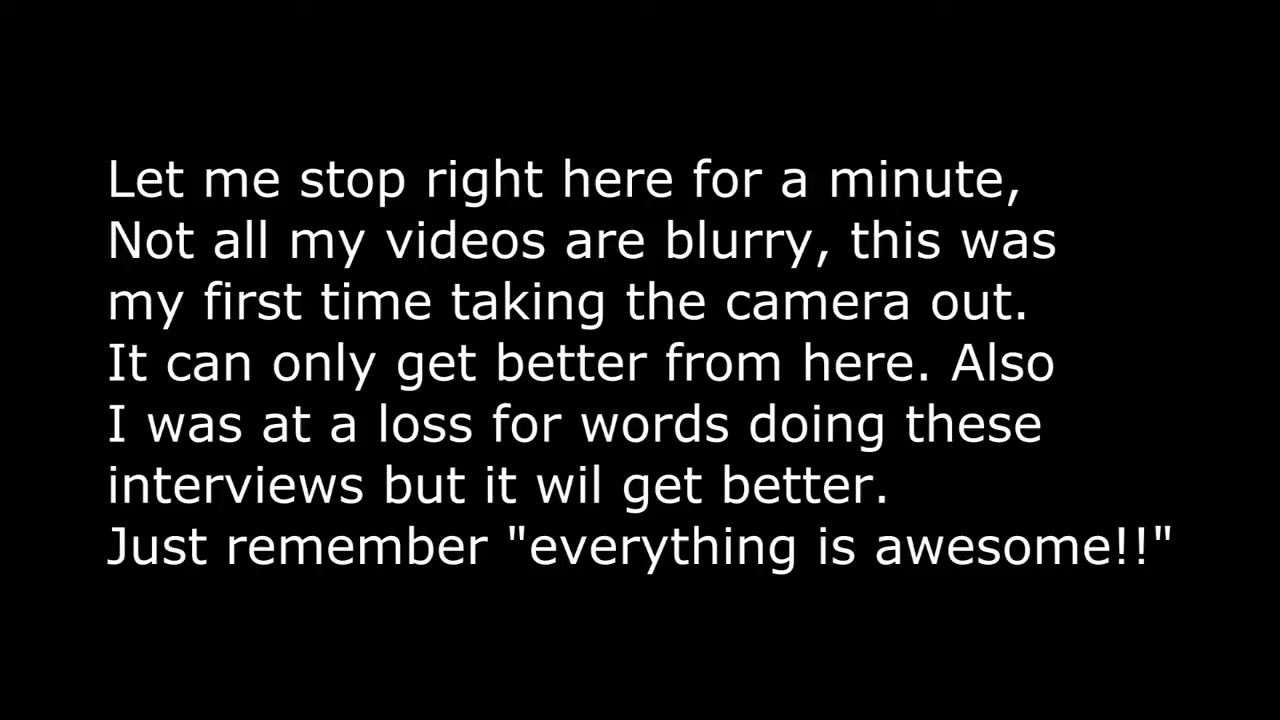 Let me stop right here for a minute,
Not all my videos are blurry, this was
my first time taking the camera out.
It can only get better from here. Also
I was at a loss for words doing these
interviews but it wil get better.
Just remember "everything is awesome!!"